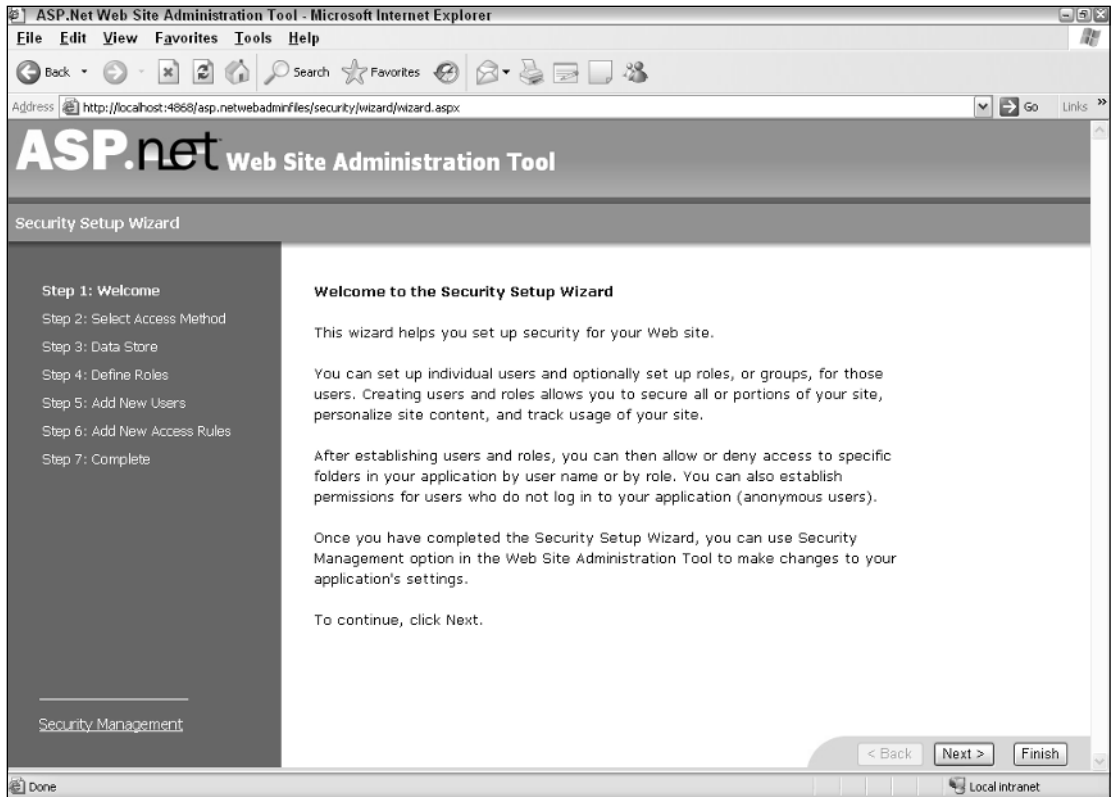 ASP.Net Web Site Administration Tool - Microsoft Internet Explorer
File Edit View Favorites Tools Help
Back Search Favorites
Address http://localhost:4868/asp.netwebadminfiles/security/wizard/wizard.aspx Go Links »
ASP.net Web Site Administration Tool
Security Setup Wizard
Step 1: Welcome
Step 2: Select Access Method
Step 3: Data Store
Step 4: Define Roles
Step 5: Add New Users
Step 6: Add New Access Rules
Step 7: Complete
Security Management
Welcome to the Security Setup Wizard
This wizard helps you set up security for your Web site.
You can set up individual users and optionally set up roles, or groups, for those
users. Creating users and roles allows you to secure all or portions of your site,
personalize site content, and track usage of your site.
After establishing users and roles, you can then allow or deny access to specific
folders in your application by user name or by role. You can also establish
permissions for users who do not log in to your application (anonymous users).
Once you have completed the Security Setup Wizard, you can use Security
Management option in the Web Site Administration Tool to make changes to your
application's settings.
To continue, click Next.
< Back Next > Finish
Done Local intranet